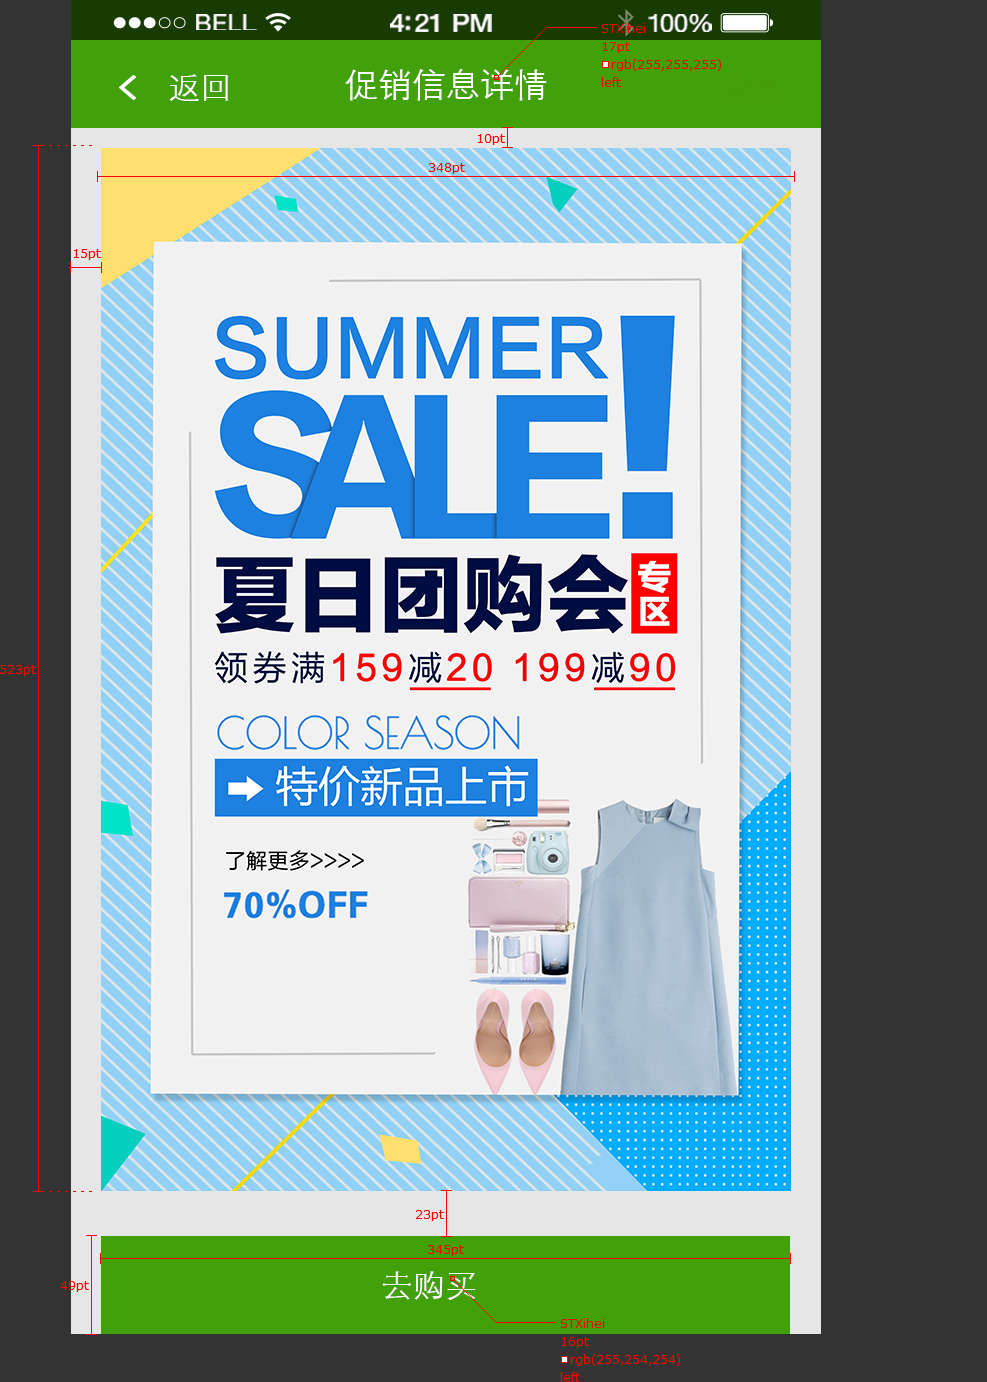 BELL 4:21 PM 100%
返回 促销信息详情
STXihei
17pt
rgb(255,255,255)
left
10pt
348pt
15pt
SUMMER
SALE!
夏日团购会 专区
523pt
领券满159减20 199减90
COLOR SEASON
特价新品上市
了解更多>>>>
70%OFF
23pt
345pt
49pt
去购买
STXihei
16pt
rgb(255,254,254)
left